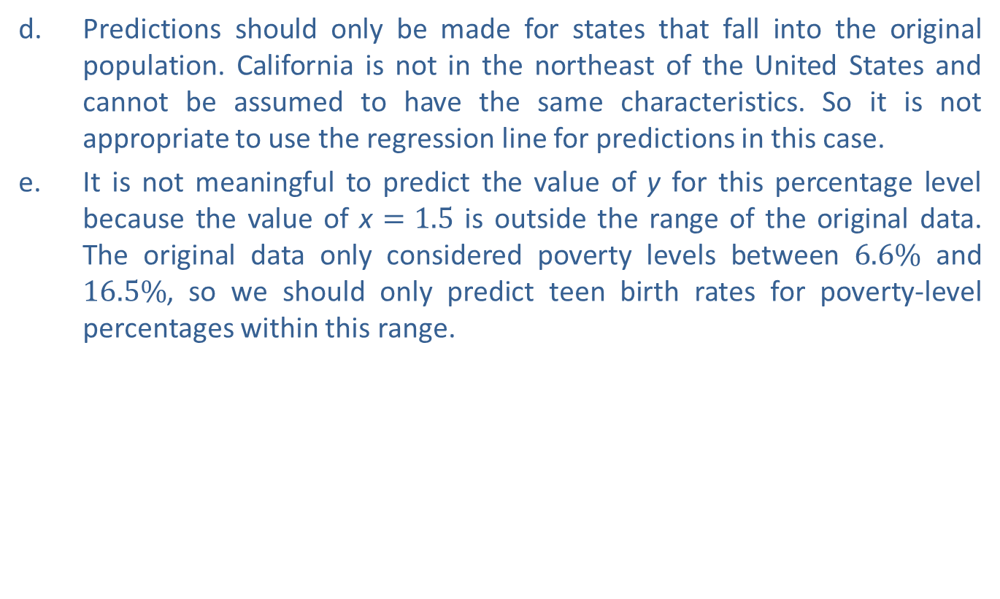 d. Predictions should only be made for states that fall into the original
population. California is not in the northeast of the United States and
cannot be assumed to have the same characteristics. So it is not
appropriate to use the regression line for predictions in this case.
e. It is not meaningful to predict the value of y for this percentage level
because the value of x = 1.5 is outside the range of the original data.
The original data only considered poverty levels between 6.6% and
16.5%, so we should only predict teen birth rates for poverty-level
percentages within this range.